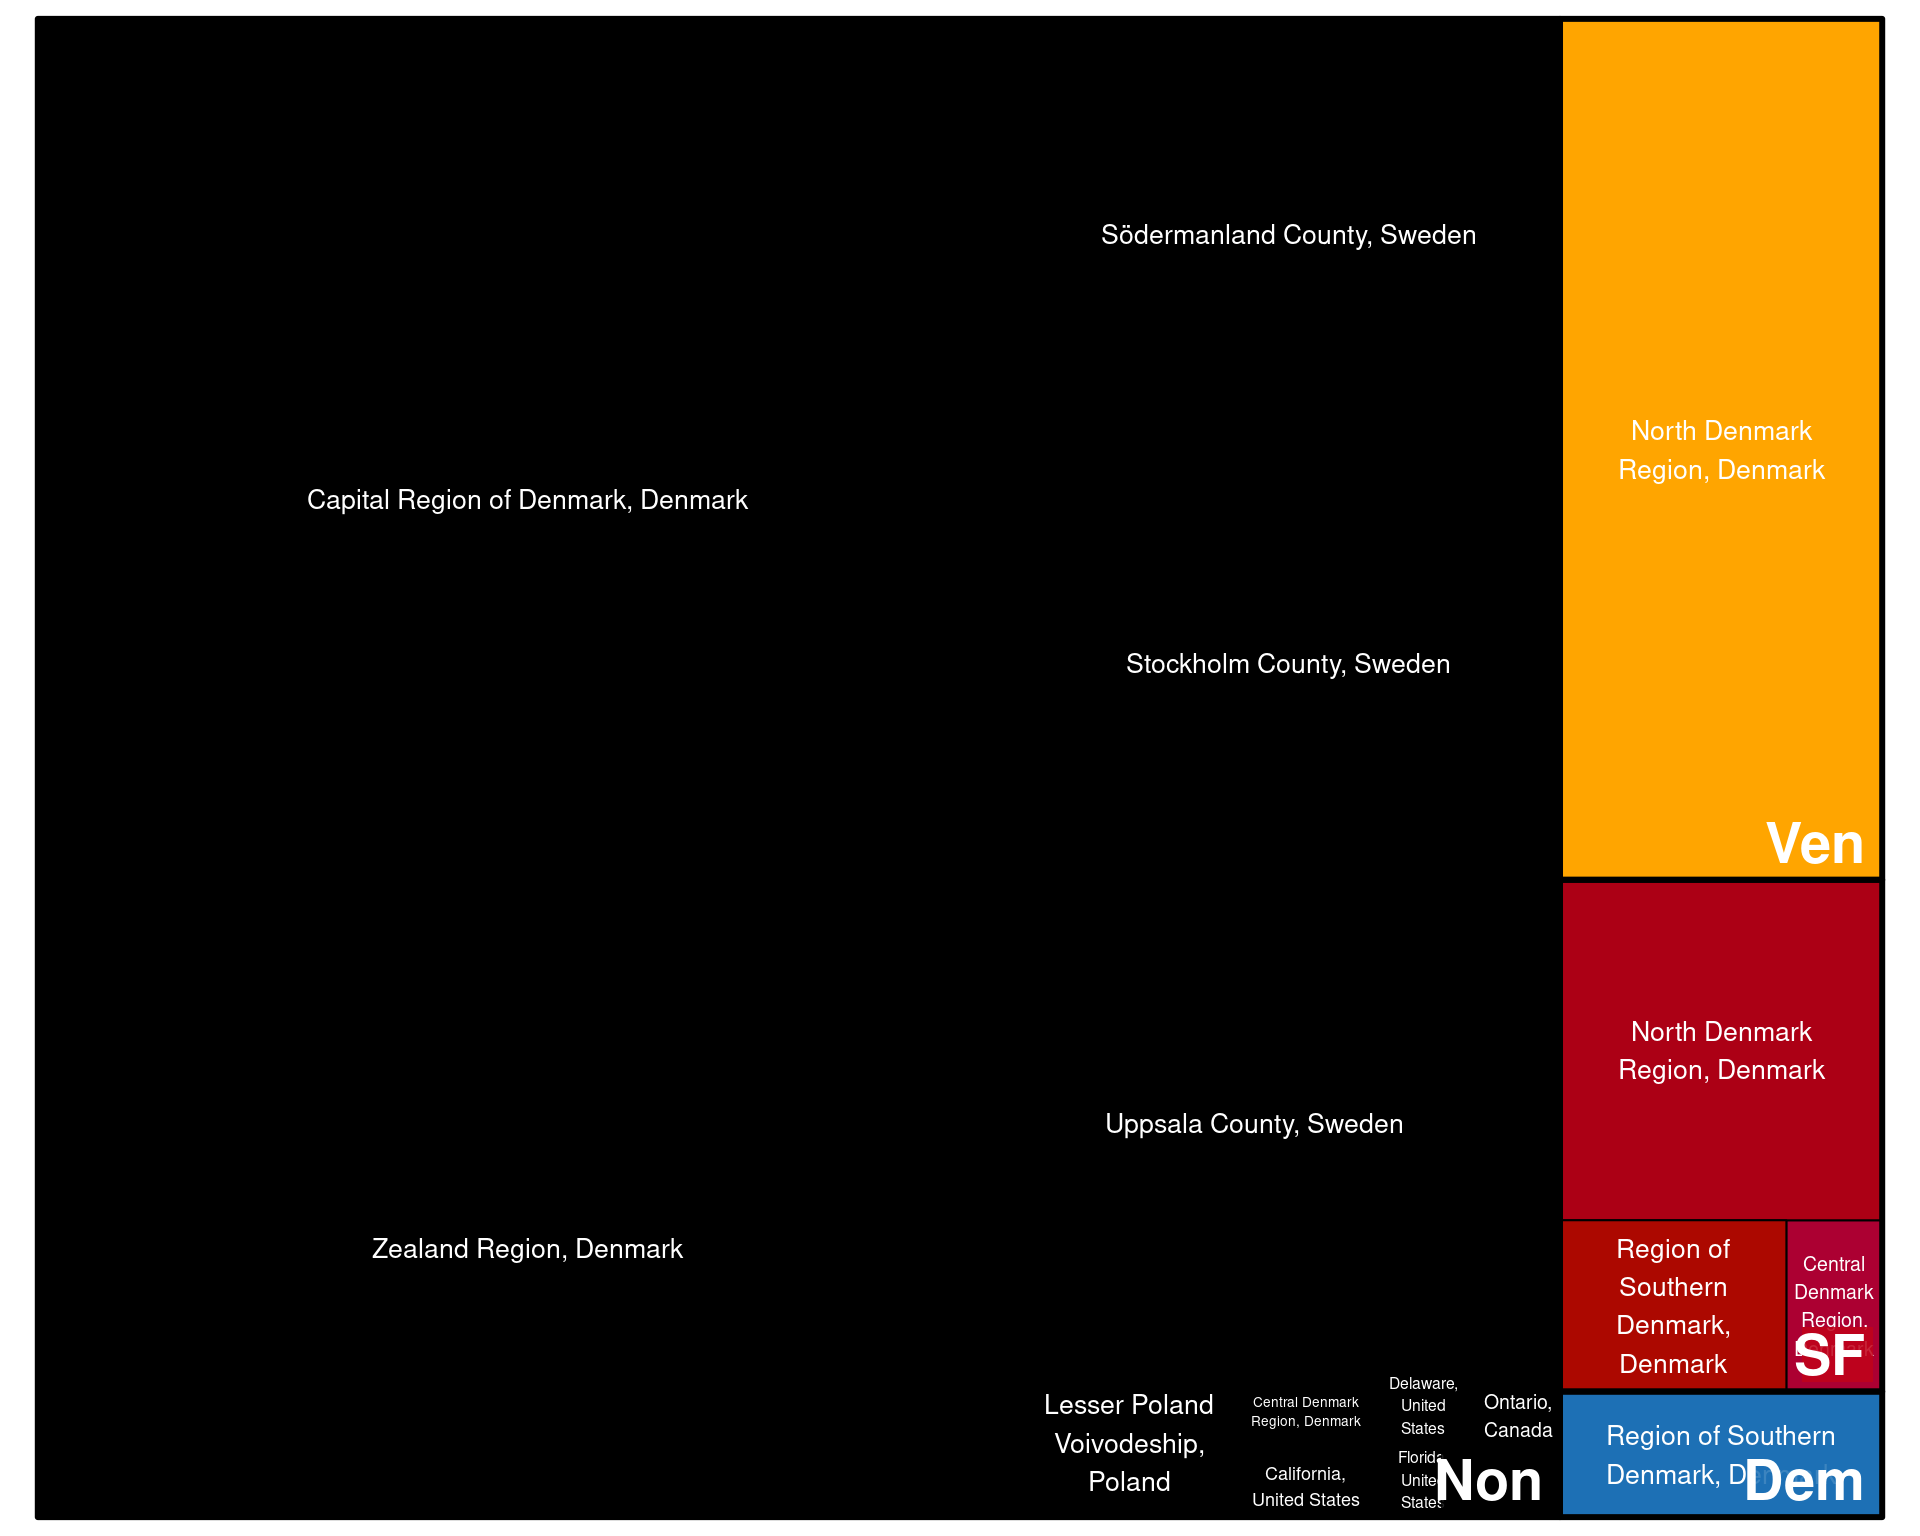 Capital Region of Denmark, Denmark
Zealand Region, Denmark
Södermanland County, Sweden
Stockholm County, Sweden
Uppsala County, Sweden
Lesser Poland
Voivodeship,
Poland
Central Denmark
Region, Denmark
California,
United States
Delaware,
United
States
Florida
United
States
Ontario,
Canada
Non
North Denmark
Region, Denmark
Ven
North Denmark
Region, Denmark
Region of
Southern
Denmark,
Denmark
Central
Denmark
Region,
SF
Region of Southern
Denmark, Denmark
Dem